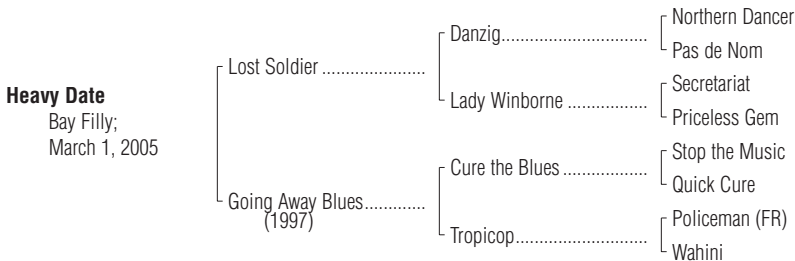 Heavy Date
Bay Filly;
March 1, 2005
Lost Soldier ......................
Going Away Blues.............
(1997)
Danzig...............................
Lady Winborne .................
Cure the Blues ..................
Tropicop............................
Northern Dancer
Pas de Nom
Secretariat
Priceless Gem
Stop the Music
Quick Cure
Policeman (FR)
Wahini